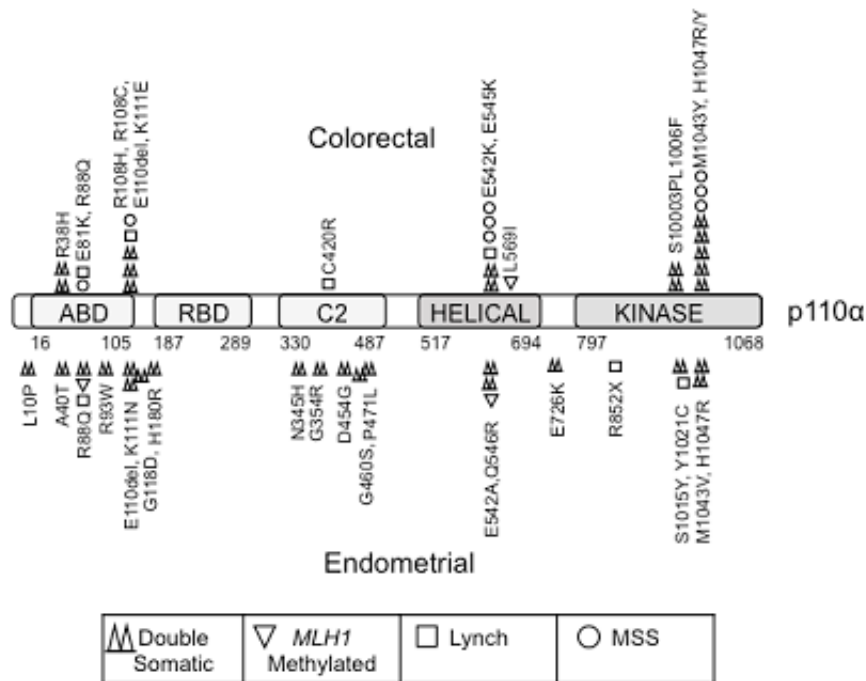 R38H
E81K, R88Q
R108H, R108C,
E110del, K111E
C420R
E542K, E545K
L569I
S10003PL1006F
M1043Y, H1047R/Y
Colorectal
ABD RBD C2 HELICAL KINASE p110α
16 105 187 289 330 487 517 694 797 1068
L10P
A40T
R88Q
R93W
E110del, K111N
G118D, H180R
N345H
G354R
D454G
G460S, P471L
E542A,Q546R
E726K
R852X
S1015Y, Y1021C
M1043V, H1047R
Endometrial
Double
Somatic
MLH1
Methylated
Lynch
MSS